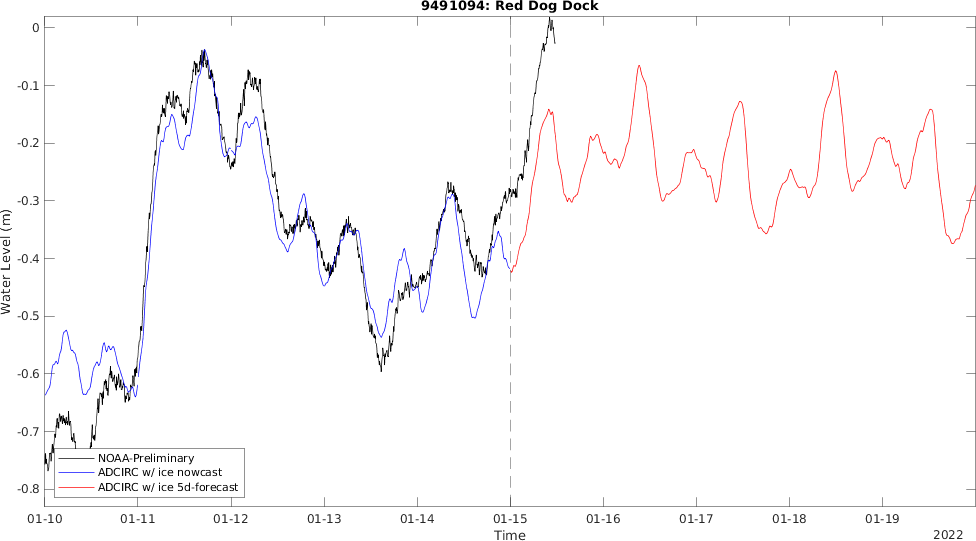 9491094: Red Dog Dock
0
-0.1
-0.2
-0.3
-0.4
-0.5
-0.6
-0.7
-0.8
Water Level (m)
NOAA-Preliminary
ADCIRC w/ ice nowcast
ADCIRC w/ ice 5d-forecast
01-10 01-11 01-12 01-13 01-14 01-15 01-16 01-17 01-18 01-19
Time
2022